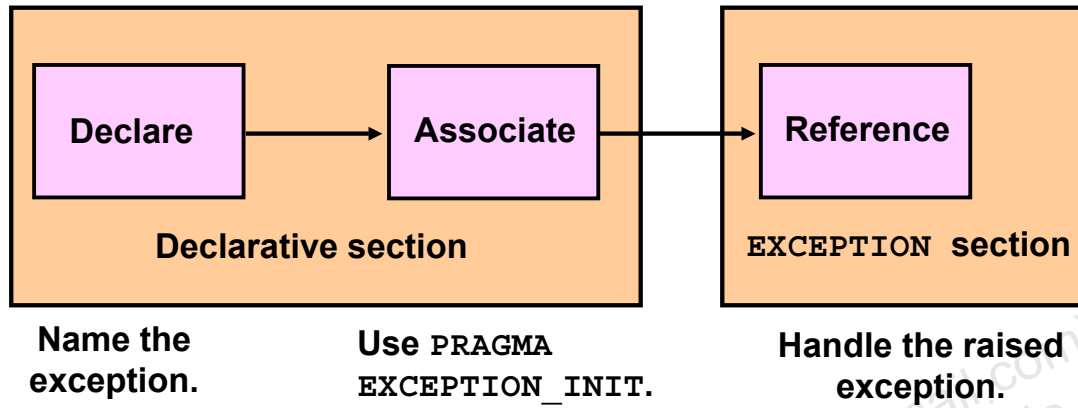 Declare
Associate
Reference
Declarative section
EXCEPTION section
Name the
exception.
Use PRAGMA
EXCEPTION_INIT.
Handle the raised
exception.